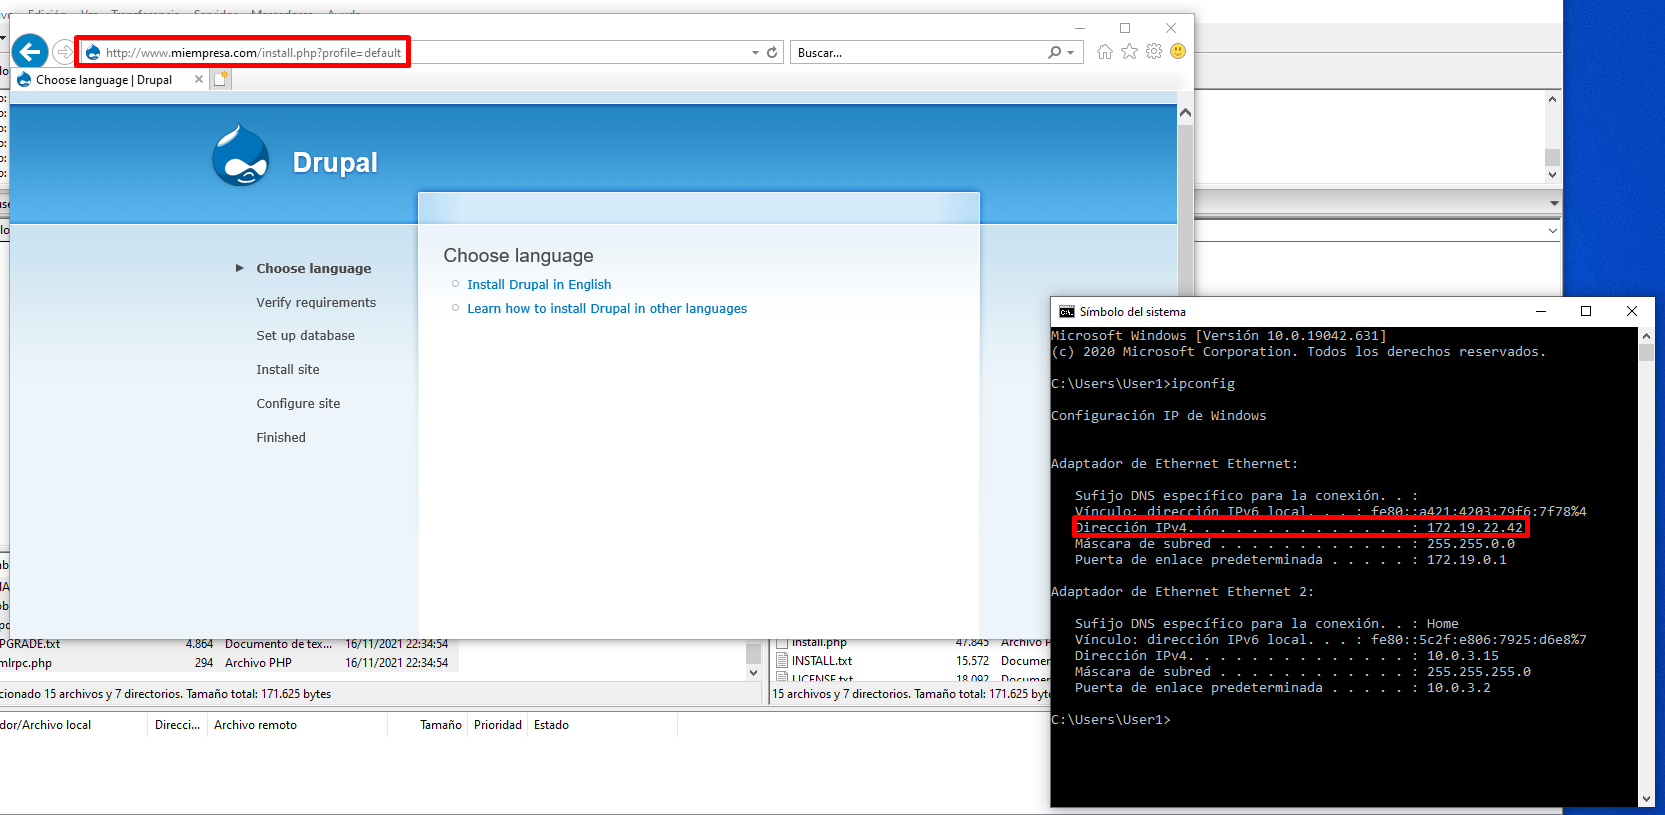 Edición Ver Transferencia Servidor Marcadores Ayuda
http://www.miempresa.com/install.php?profile=default
Buscar...
Choose language | Drupal
Drupal
Choose language
Verify requirements
Set up database
Install site
Configure site
Finished
Choose language
Install Drupal in English
Learn how to install Drupal in other languages
Símbolo del sistema
Microsoft Windows [Versión 10.0.19042.631]
(c) 2020 Microsoft Corporation. Todos los derechos reservados.
C:\Users\User1>ipconfig
Configuración IP de Windows
Adaptador de Ethernet Ethernet:
Sufijo DNS específico para la conexión. . :
Vínculo: dirección IPv6 local. . . : fe80::a421:4203:79f6:7f78%4
Dirección IPv4. . . . . . . . . . . . . . : 172.19.22.42
Máscara de subred . . . . . . . . . . . . : 255.255.0.0
Puerta de enlace predeterminada . . . . . : 172.19.0.1
Adaptador de Ethernet Ethernet 2:
Sufijo DNS específico para la conexión. . : Home
Vínculo: dirección IPv6 local. . . : fe80::5c2f:e806:7925:d6e8%7
Dirección IPv4. . . . . . . . . . . . . . : 10.0.3.15
Máscara de subred . . . . . . . . . . . . : 255.255.255.0
Puerta de enlace predeterminada . . . . . : 10.0.3.2
C:\Users\User1>
PGRADE.txt 4.864 Documento de tex... 16/11/2021 22:34:54
mlrpc.php 294 Archivo PHP 16/11/2021 22:34:54
cionado 15 archivos y 7 directorios. Tamaño total: 171.625 bytes
install.php 47.845 Archivo P
INSTALL.txt 15.572 Documen
LICENSE.txt 18.092 Documen
15 archivos y 7 directorios. Tamaño total: 171.625 byte
dor/Archivo local Direcci... Archivo remoto Tamaño Prioridad Estado